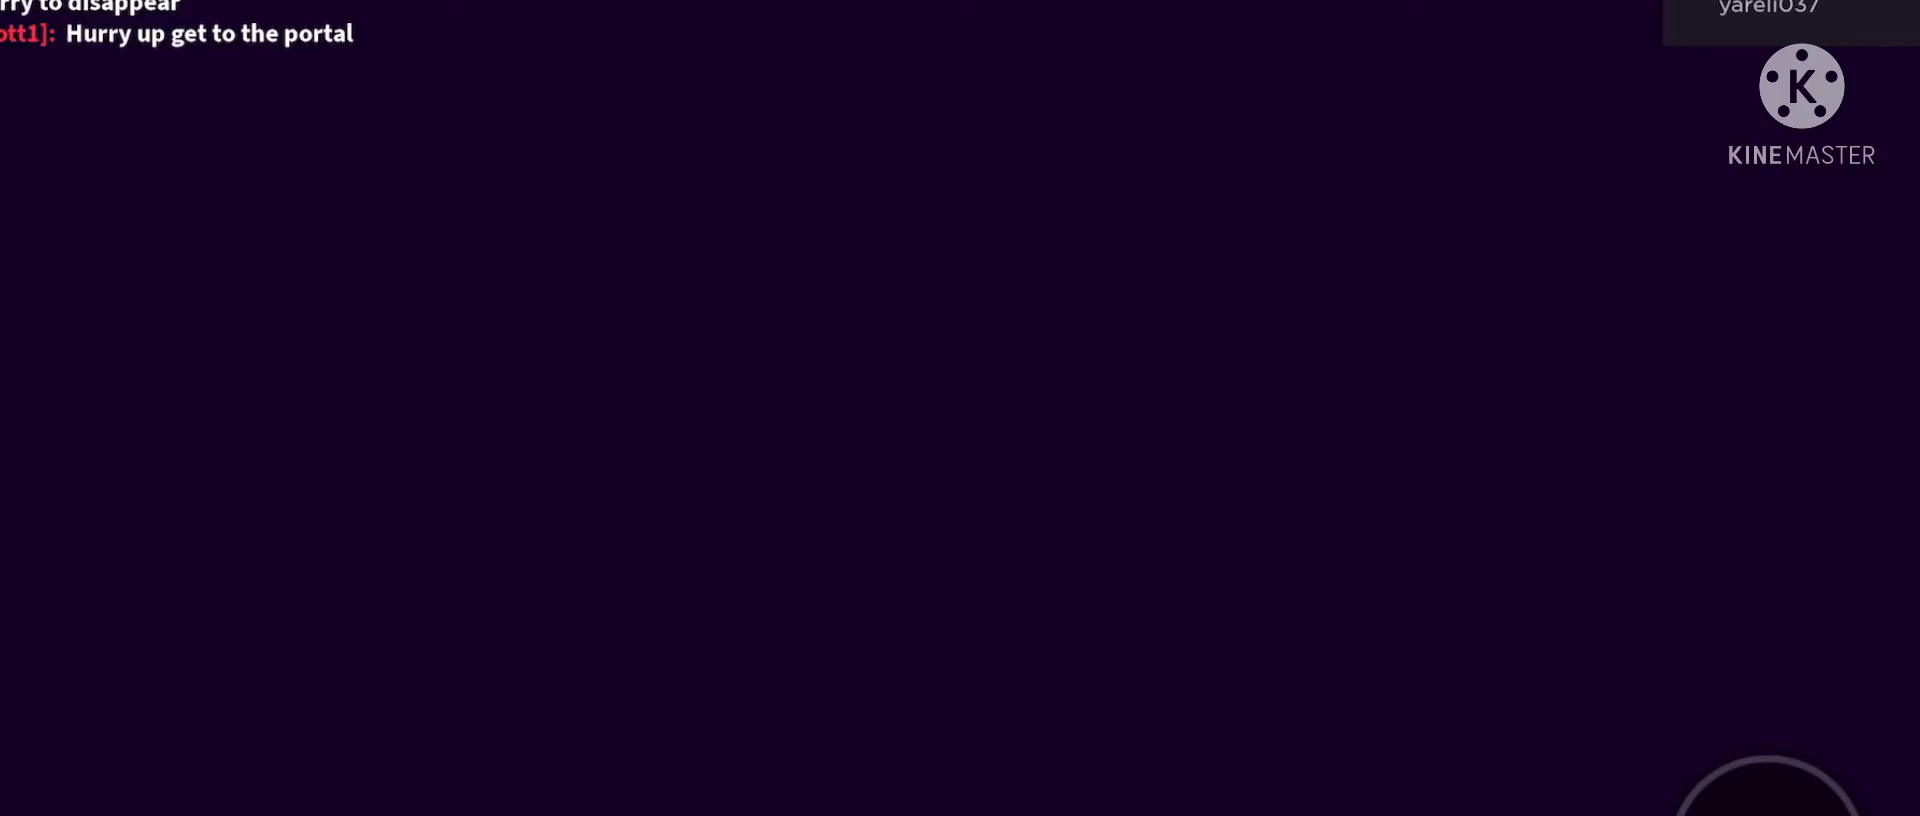 rry to disappear
ott1]: Hurry up get to the portal
yareli037
K
KINEMASTER